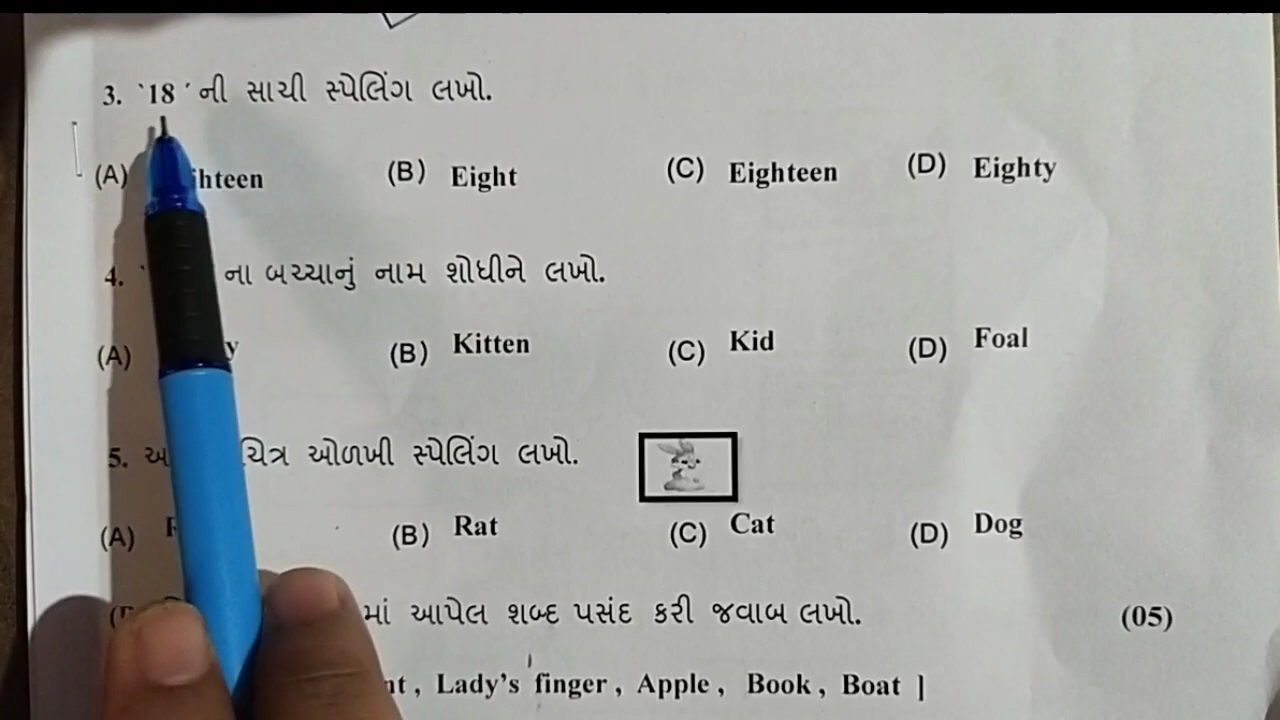 3. `18 ´ ની સાચી સ્પેલિંગ લખો.
(A) hteen (B) Eight (C) Eighteen (D) Eighty
4. ના બચ્ચાનું નામ શોધીને લખો.
(A) y (B) Kitten (C) Kid (D) Foal
5. ચિત્ર ઓળખી સ્પેલિંગ લખો.
(A) (B) Rat (C) Cat (D) Dog
માં આપેલ શબ્દ પસંદ કરી જવાબ લખો. (05)
nt , Lady's finger , Apple , Book , Boat ]